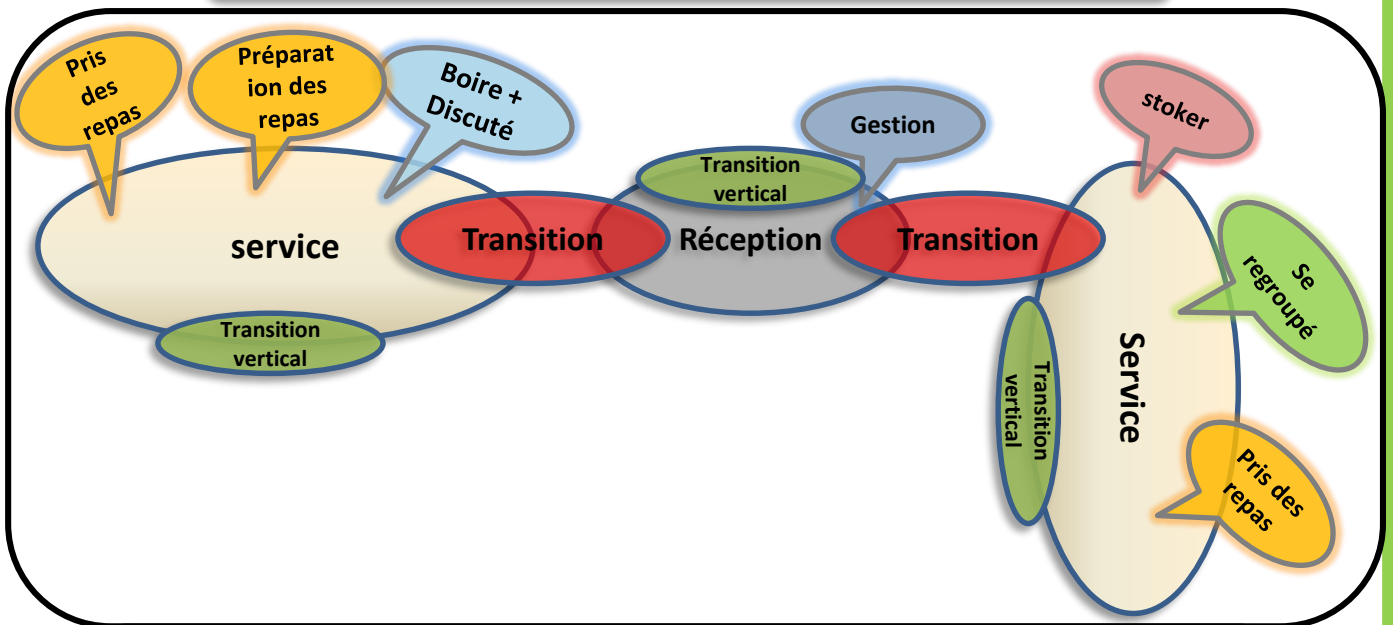 Pris
des
repas
Préparat
ion des
repas
Boire +
Discuté
Gestion
stoker
Transition
vertical
service
Transition
Réception
Transition
Se
regroupé
Transition
vertical
Transition
vertical
Service
Pris des
repas